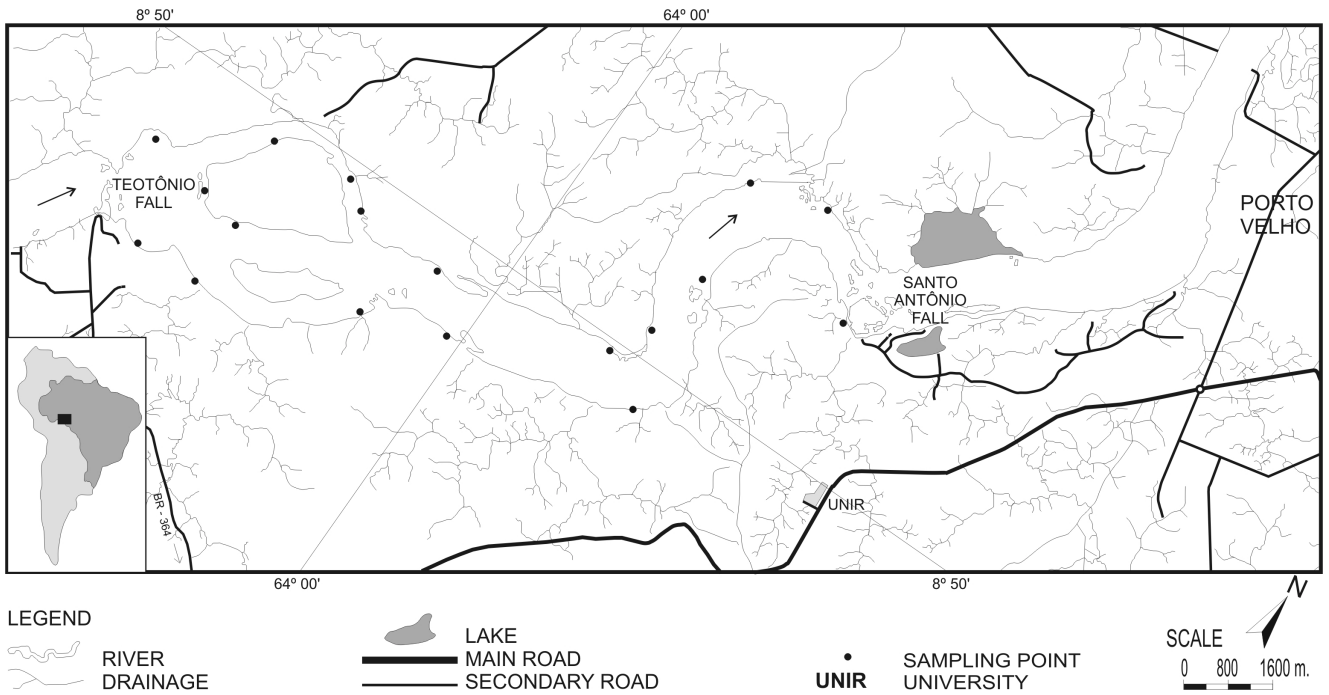 8º 50'
64º 00'
TEOTÔNIO
FALL
PORTO
VELHO
SANTO
ANTÔNIO
FALL
BR - 364
UNIR
64º 00'
8º 50'
N
LEGEND
RIVER
DRAINAGE
LAKE
MAIN ROAD
SECONDARY ROAD
SAMPLING POINT
UNIR UNIVERSITY
SCALE
0 800 1600 m.